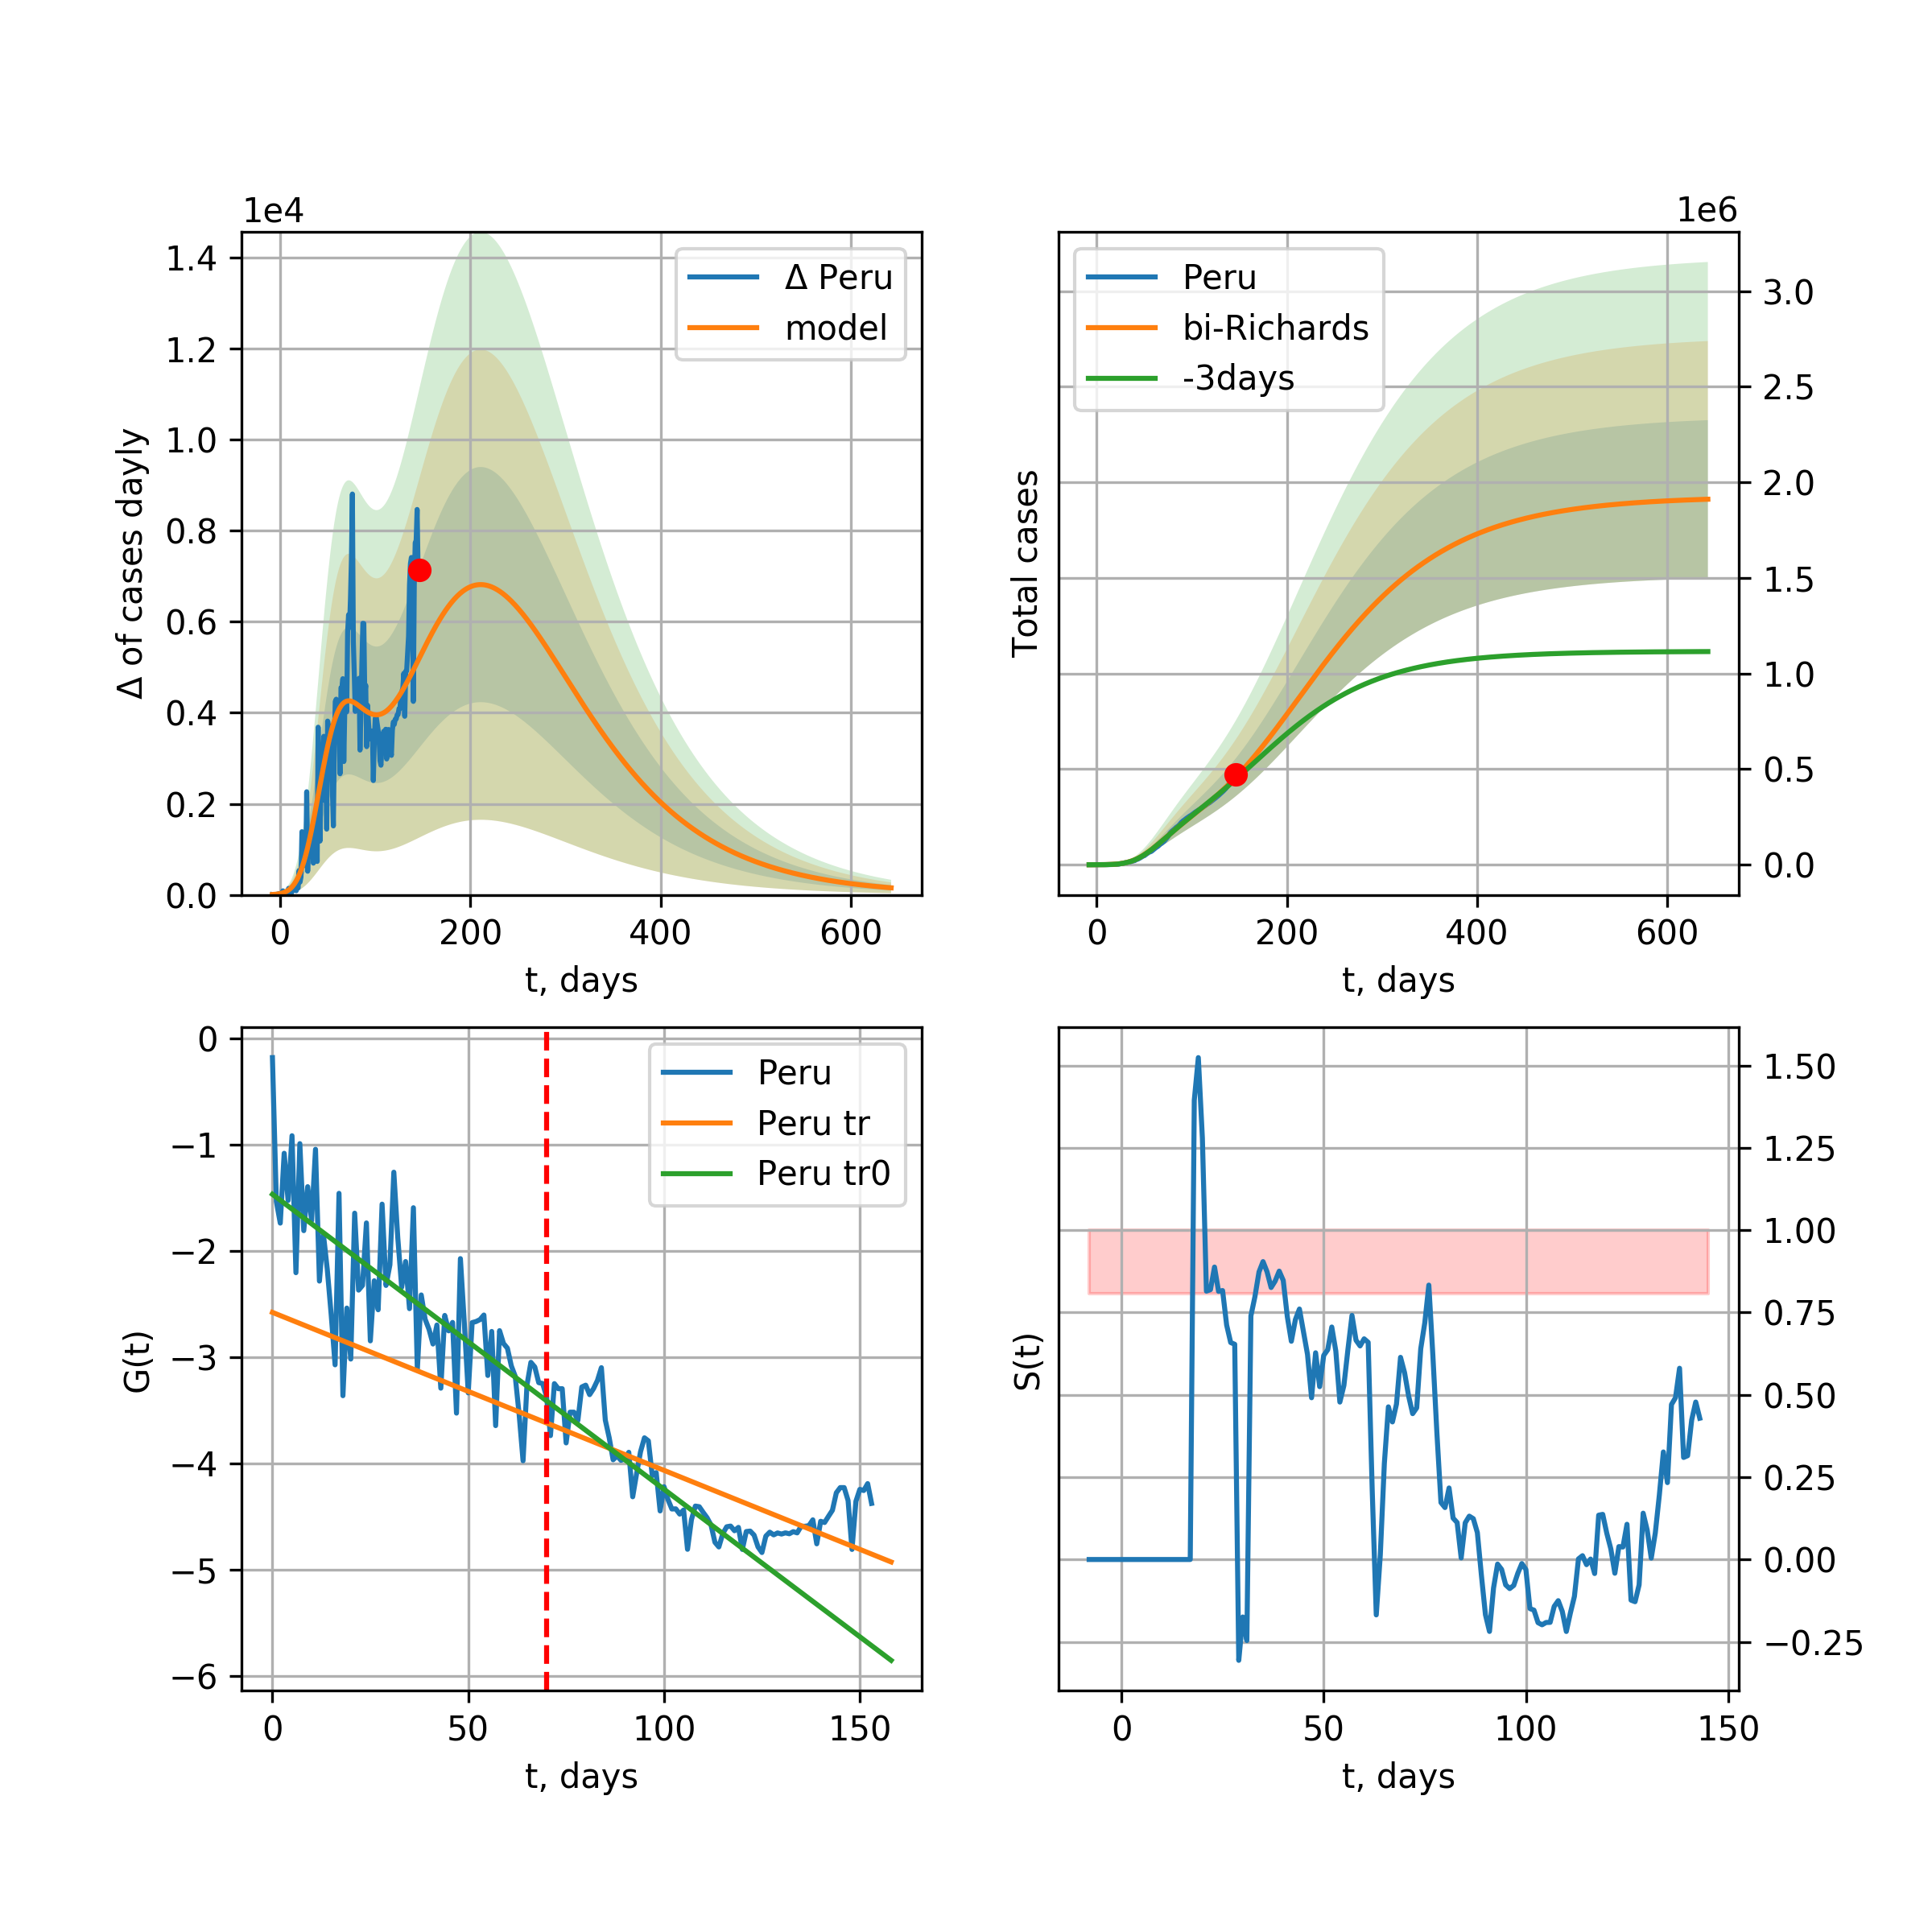 1e4
1.4
1.2
1.0
0.8
0.6
0.4
0.2
0.0
Δ of cases dayly
Δ Peru
model
0 200 400 600
t, days
1e6
Peru
bi-Richards
-3days
Total cases
3.0
2.5
2.0
1.5
1.0
0.5
0.0
0 200 400 600
t, days
0
−1
−2
−3
−4
−5
−6
G(t)
Peru
Peru tr
Peru tr0
0 50 100 150
t, days
S(t)
1.50
1.25
1.00
0.75
0.50
0.25
0.00
−0.25
0 50 100 150
t, days